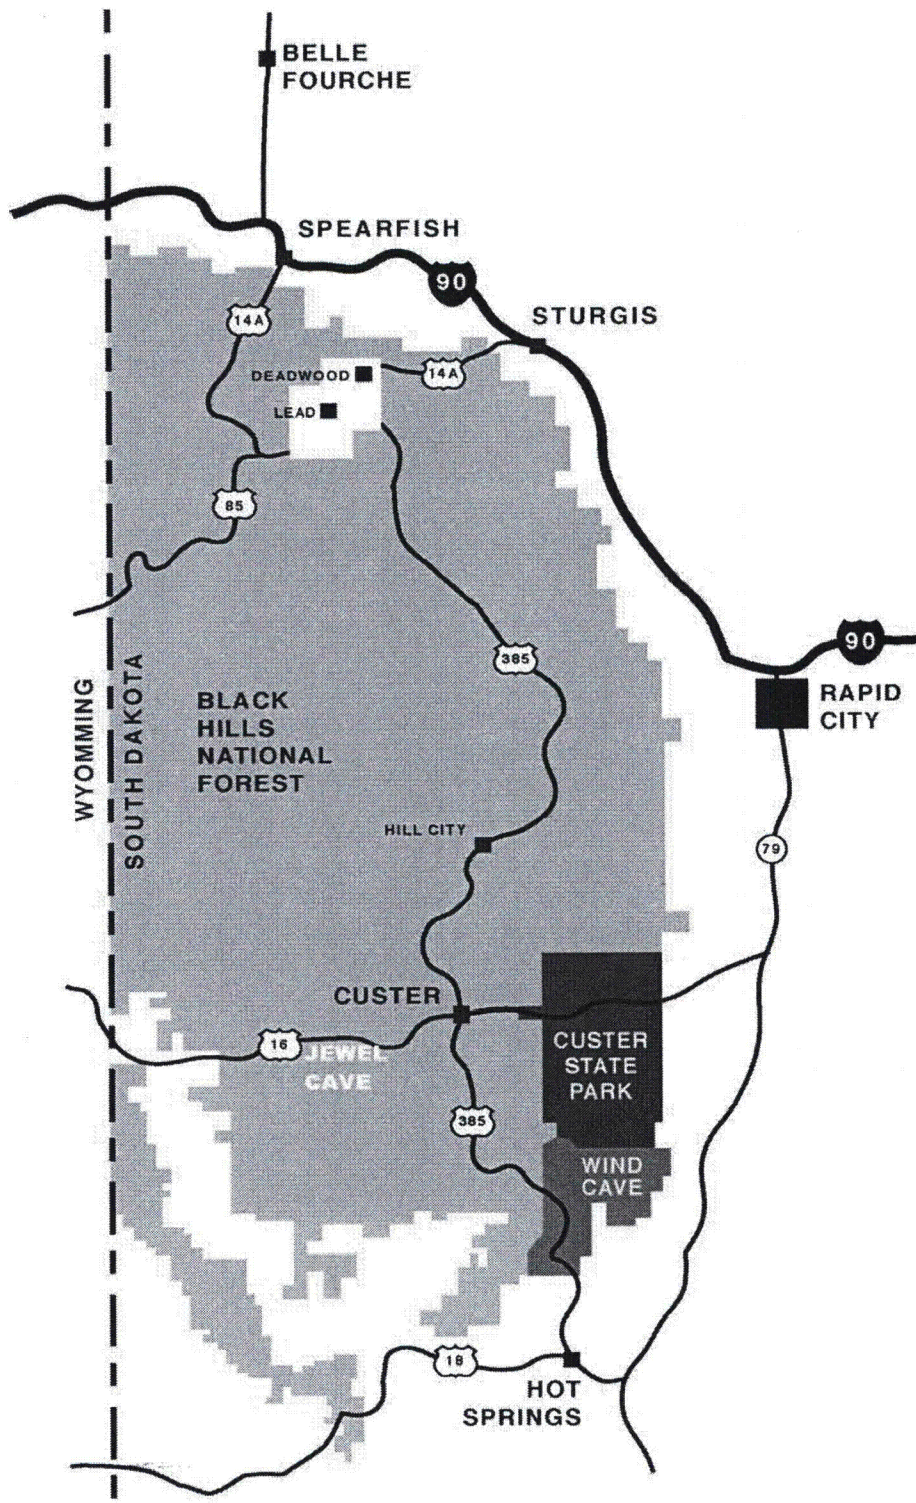 BELLE
FOURCHE
SPEARFISH
90
14A
STURGIS
DEADWOOD
14A
LEAD
85
385
90
WYOMMING
SOUTH DAKOTA
BLACK
HILLS
NATIONAL
FOREST
RAPID
CITY
HILL CITY
79
CUSTER
16
JEWEL
CAVE
CUSTER
STATE
PARK
385
WIND
CAVE
18
HOT
SPRINGS